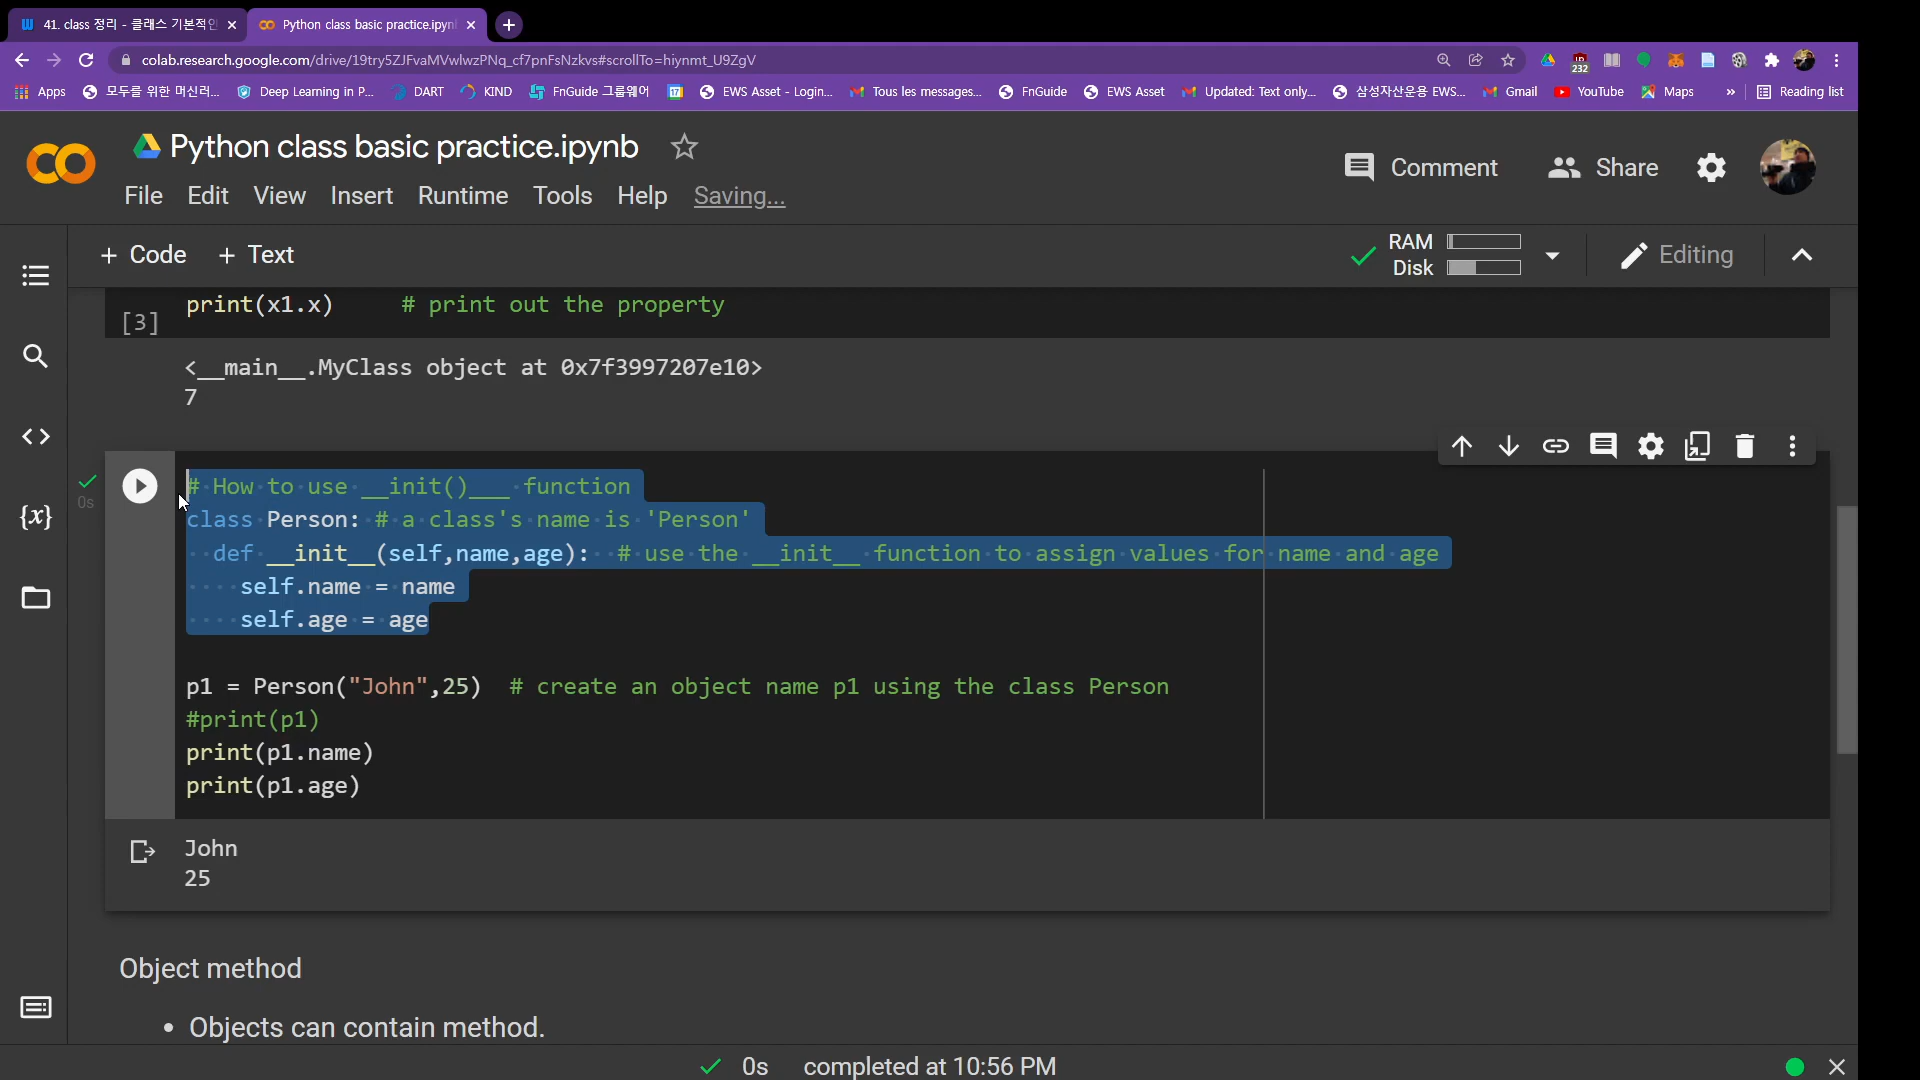 41. class 정리 - 클래스 기본적인
Python class basic practice.ipynb
colab.research.google.com/drive/19try5ZJFvaMVwlwzPNq_cf7pnFsNzkvs#scrollTo=hiynmt_U9ZgV
232
Apps 모두를 위한 머신러... Deep Learning in P... DART KIND FnGuide 그룹웨어 17 EWS Asset - Login... Tous les messages... FnGuide EWS Asset Updated: Text only... 삼성자산운용 EWS... Gmail YouTube Maps » Reading list
Python class basic practice.ipynb
Comment Share
File Edit View Insert Runtime Tools Help Saving...
+ Code + Text
RAM
Disk
Editing
print(x1.x) # print out the property
[3]
<__main__.MyClass object at 0x7f3997207e10>
7
0s
# How to use __init()___ function
class Person: # a class's name is 'Person'
def __init__(self,name,age): # use the __init__ function to assign values for name and age
self.name = name
self.age = age
p1 = Person("John",25) # create an object name p1 using the class Person
#print(p1)
print(p1.name)
print(p1.age)
John
25
Object method
• Objects can contain method.
0s completed at 10:56 PM